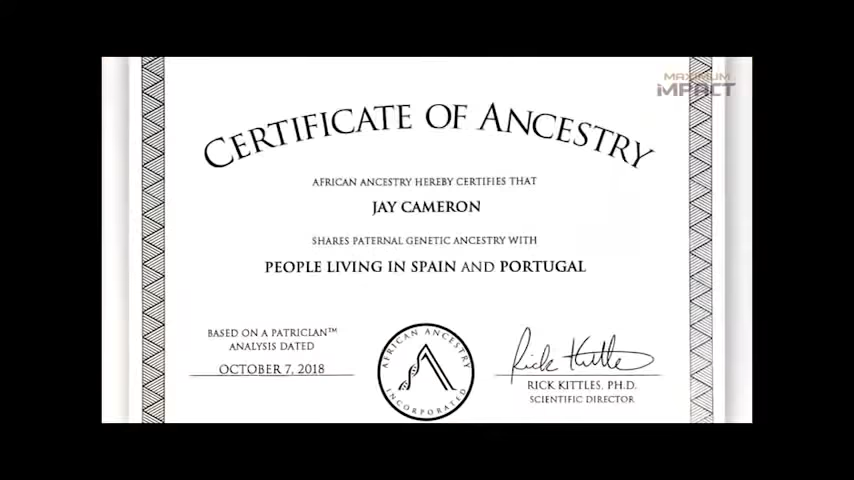 MAXIMUM
IMPACT
CERTIFICATE OF ANCESTRY
AFRICAN ANCESTRY HEREBY CERTIFIES THAT
JAY CAMERON
SHARES PATERNAL GENETIC ANCESTRY WITH
PEOPLE LIVING IN SPAIN AND PORTUGAL
BASED ON A PATRICLAN™
ANALYSIS DATED
OCTOBER 7, 2018
AFRICAN ANCESTRY
INCORPORATED
Rick Kittles
RICK KITTLES, PH.D.
SCIENTIFIC DIRECTOR